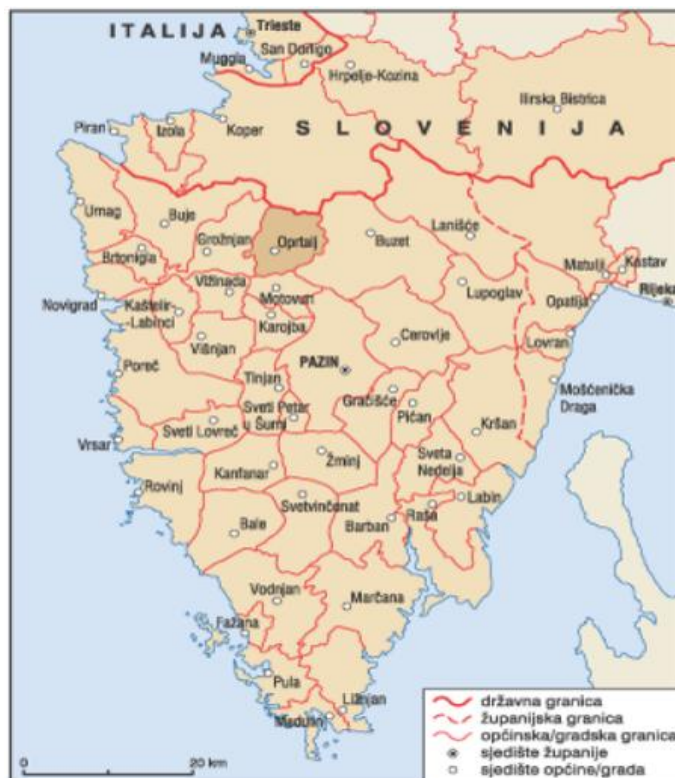 ITALIJA
Trieste
San Dorligo
Muggia
Hrpelje-Kozina
Ilirska Bistrica
Piran
Izola
Koper
SLOVENIJA
Umag
Buje
Grožnjan
Oprtalj
Buzet
Lanišće
Brtonigla
Matulji
Kastav
Novigrad
Kaštelir-
-Labinci
Vižinada
Motovun
Lupoglav
Opatija
Rijeka
Karojba
Višnjan
Cerovlje
Lovran
Poreč
PAZIN
Tinjan
Mošćenička
Draga
Gračišće
Pićan
Sveti Petar
u Šumi
Kršan
Vrsar
Sveti Lovreč
Žminj
Sveta
Nedelja
Kanfanar
Rovinj
Svetvinčenat
Labin
Raša
Bale
Barban
Vodnjan
Marčana
Fažana
Pula
Ližnjan
Medulin
državna granica
županijska granica
općinska/gradska granica
sjedište županije
sjedište općine/grada
0 20 km